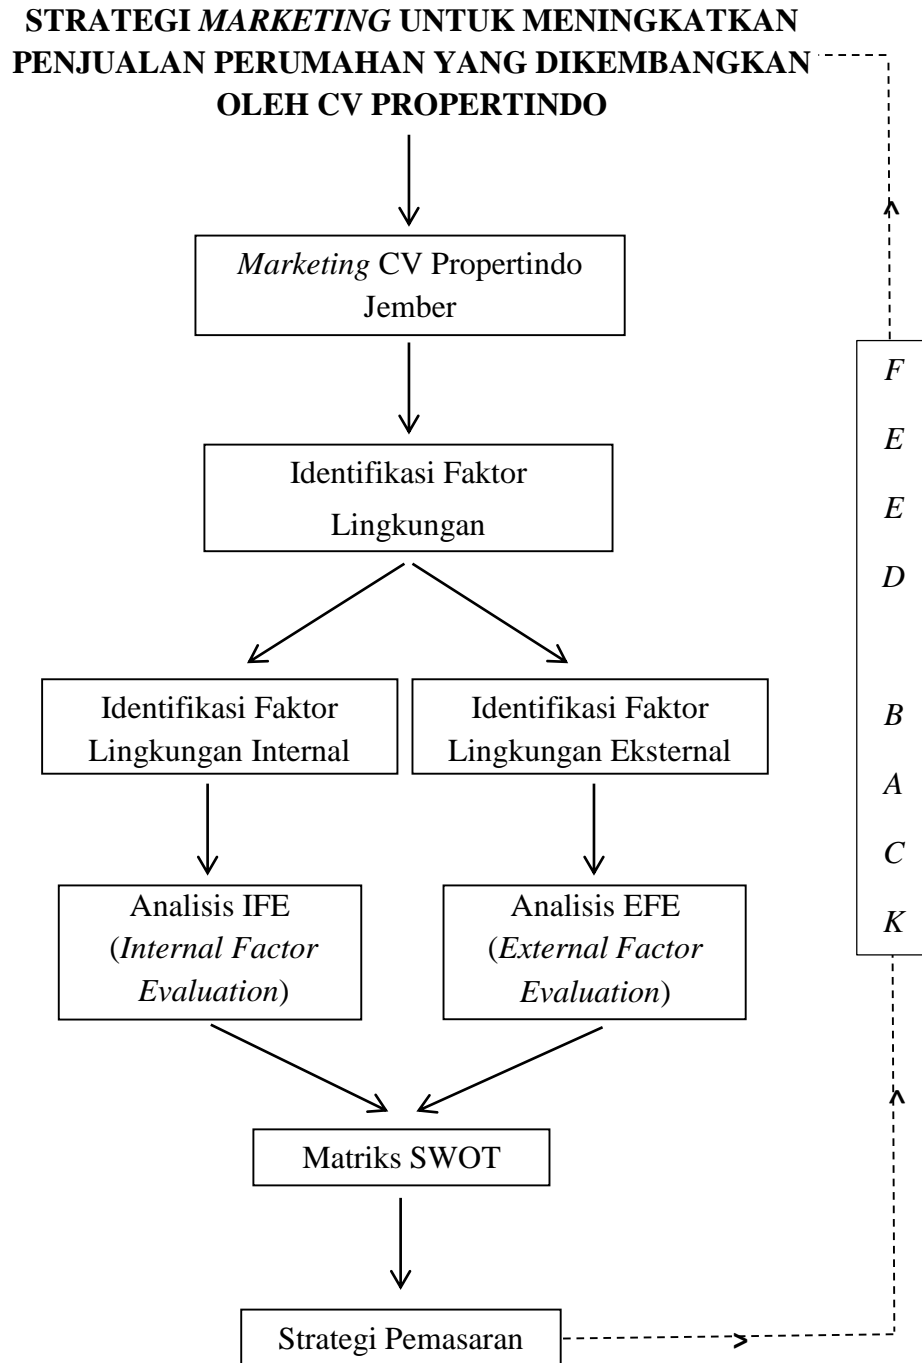 STRATEGI MARKETING UNTUK MENINGKATKAN
PENJUALAN PERUMAHAN YANG DIKEMBANGKAN
OLEH CV PROPERTINDO
Marketing CV Propertindo
Jember
Identifikasi Faktor
Lingkungan
Identifikasi Faktor
Lingkungan Internal
Identifikasi Faktor
Lingkungan Eksternal
Analisis IFE
(Internal Factor
Evaluation)
Analisis EFE
(External Factor
Evaluation)
Matriks SWOT
Strategi Pemasaran
F
E
E
D
B
A
C
K